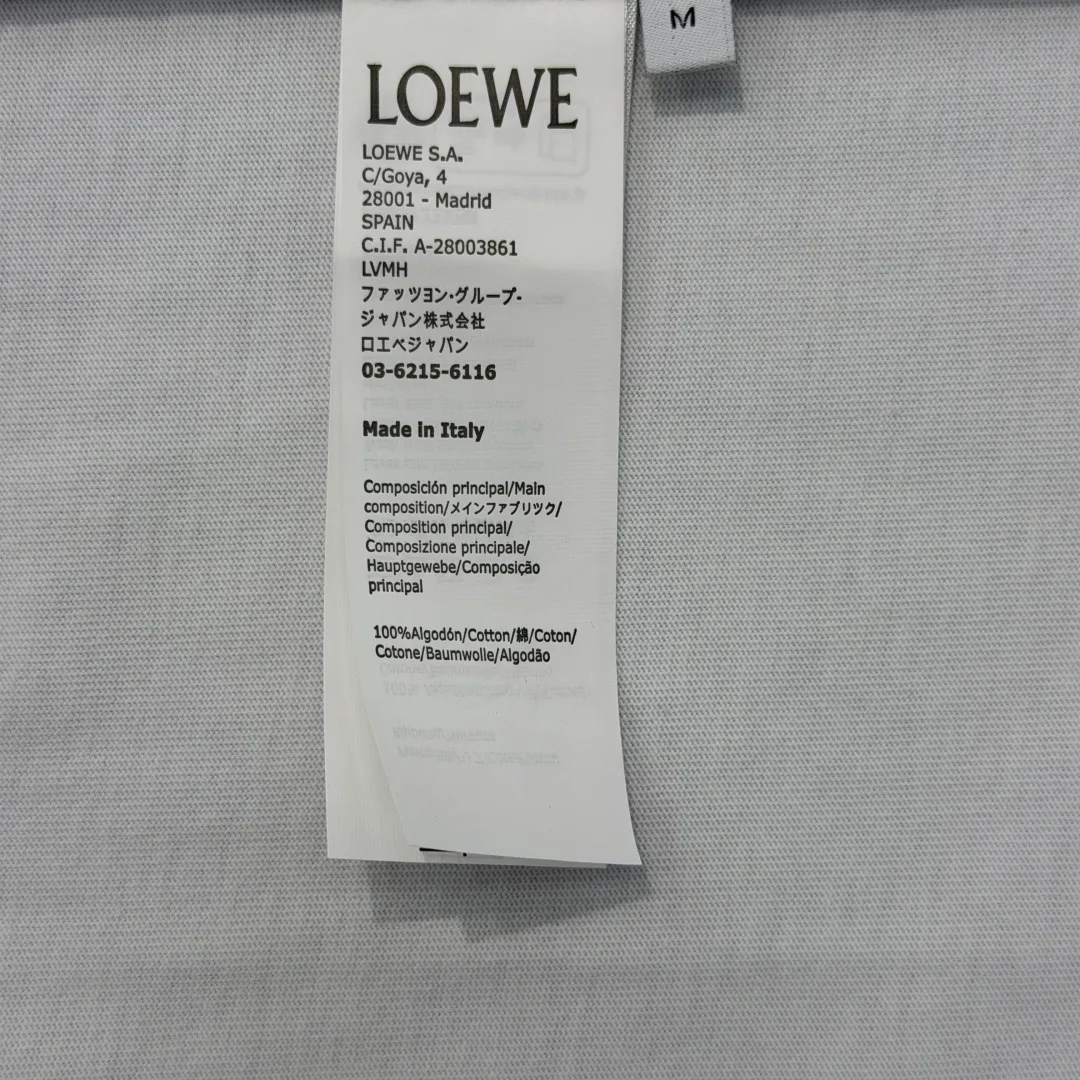 M
LOEWE
LOEWE S.A.
C/Goya, 4
28001 - Madrid
SPAIN
C.I.F. A-28003861
LVMH
ファッツヨン・グループ-
ジャパン株式会社
ロエベジャパン
03-6215-6116
Made in Italy
Composición principal/Main
composition/メインファブリツク/
Composition principal/
Composizione principale/
Hauptgewebe/Composição
principal
100%Algodón/Cotton/綿/Coton/
Cotone/Baumwolle/Algodão